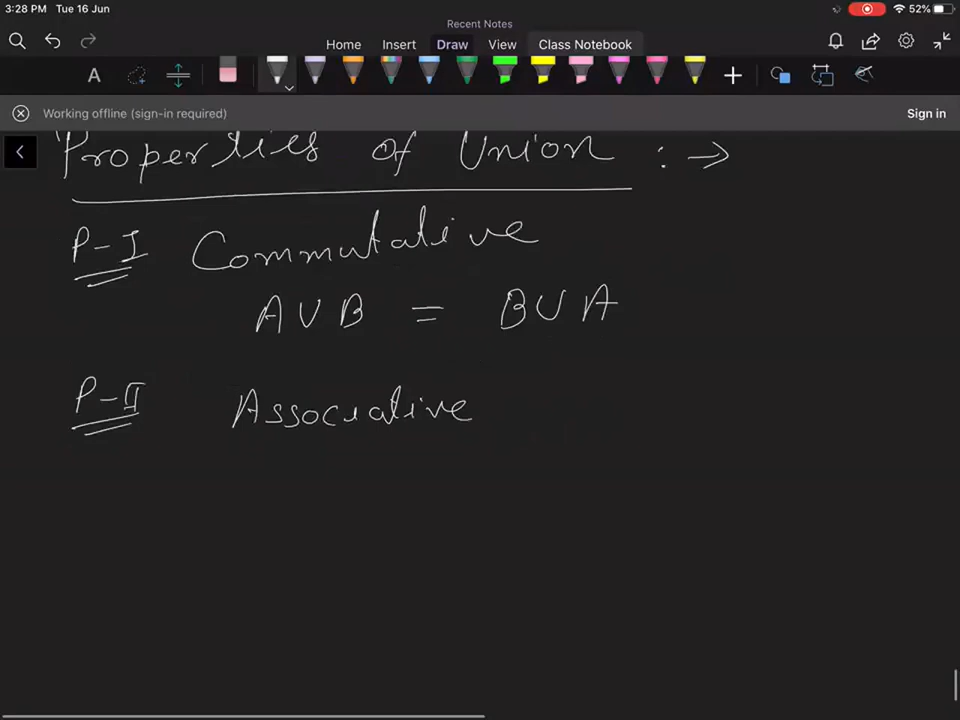 3:28 PM Tue 16 Jun 52%
Recent Notes
Home Insert Draw View Class Notebook
A
Working offline (sign-in required) Sign in
Properties of Union :→
P-I Commutative
A∪B = B∪A
P-II Associative